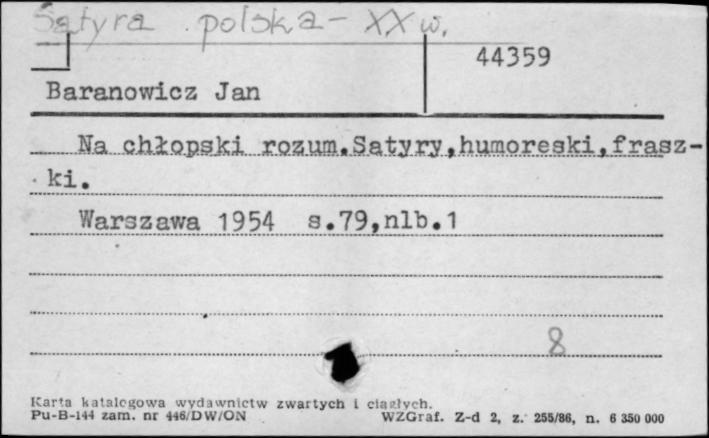 Satyra polska - XX w.
44359
Baranowicz Jan
Na chłopski rozum.Satyry,humoreski,frasz-
ki.
Warszawa 1954 s.79,nlb.1
8
Karta katalogowa wydawnictw zwartych i ciągłych.
Pu-B-144 zam. nr 446/DW/ON WZGraf. Z-d 2, z. 255/86, n. 6 350 000